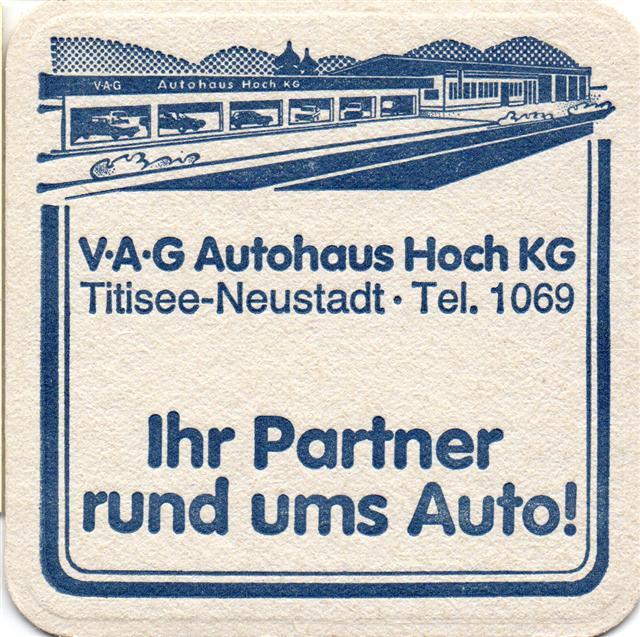 V·A·G Autohaus Hoch KG
V·A·G Autohaus Hoch KG
Titisee-Neustadt · Tel. 1069
Ihr Partner
rund ums Auto!